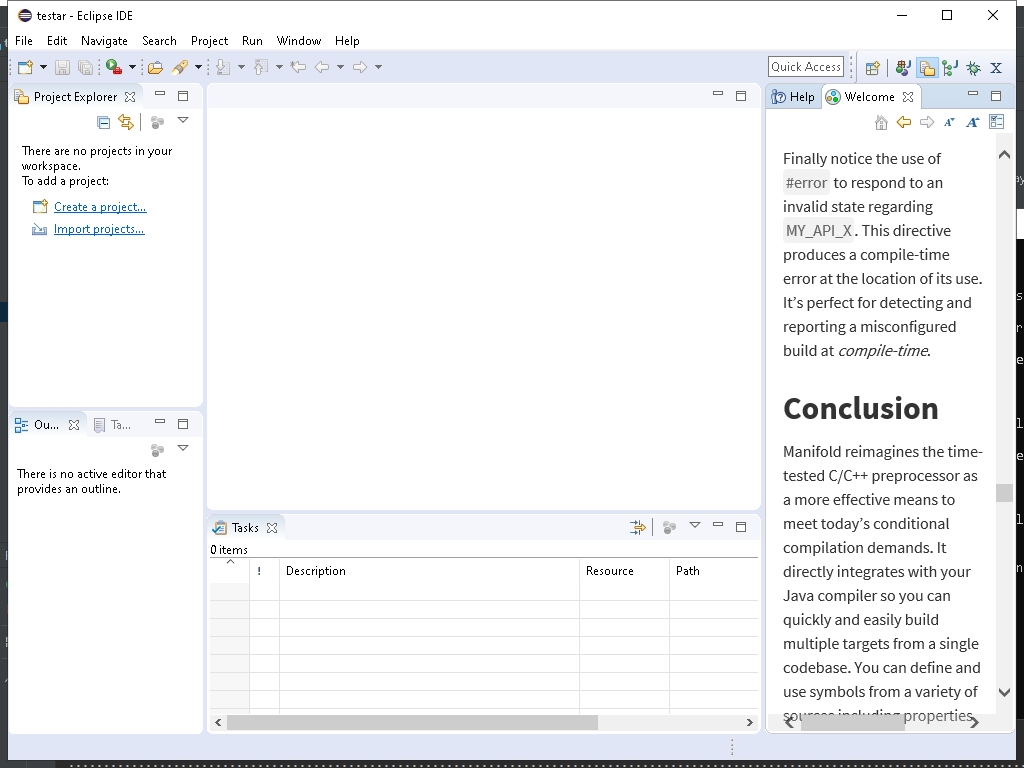 testar - Eclipse IDE
File Edit Navigate Search Project Run Window Help
Quick Access
Project Explorer
There are no projects in your
workspace.
To add a project:
Create a project...
Import projects...
Ou...
Ta...
There is no active editor that
provides an outline.
Tasks
0 items
! Description Resource Path
Help Welcome
Finally notice the use of
#error to respond to an
invalid state regarding
MY_API_X. This directive
produces a compile-time
error at the location of its use.
It’s perfect for detecting and
reporting a misconfigured
build at compile-time.
Conclusion
Manifold reimagines the time-
tested C/C++ preprocessor as
a more effective means to
meet today’s conditional
compilation demands. It
directly integrates with your
Java compiler so you can
quickly and easily build
multiple targets from a single
codebase. You can define and
use symbols from a variety of
sources including properties